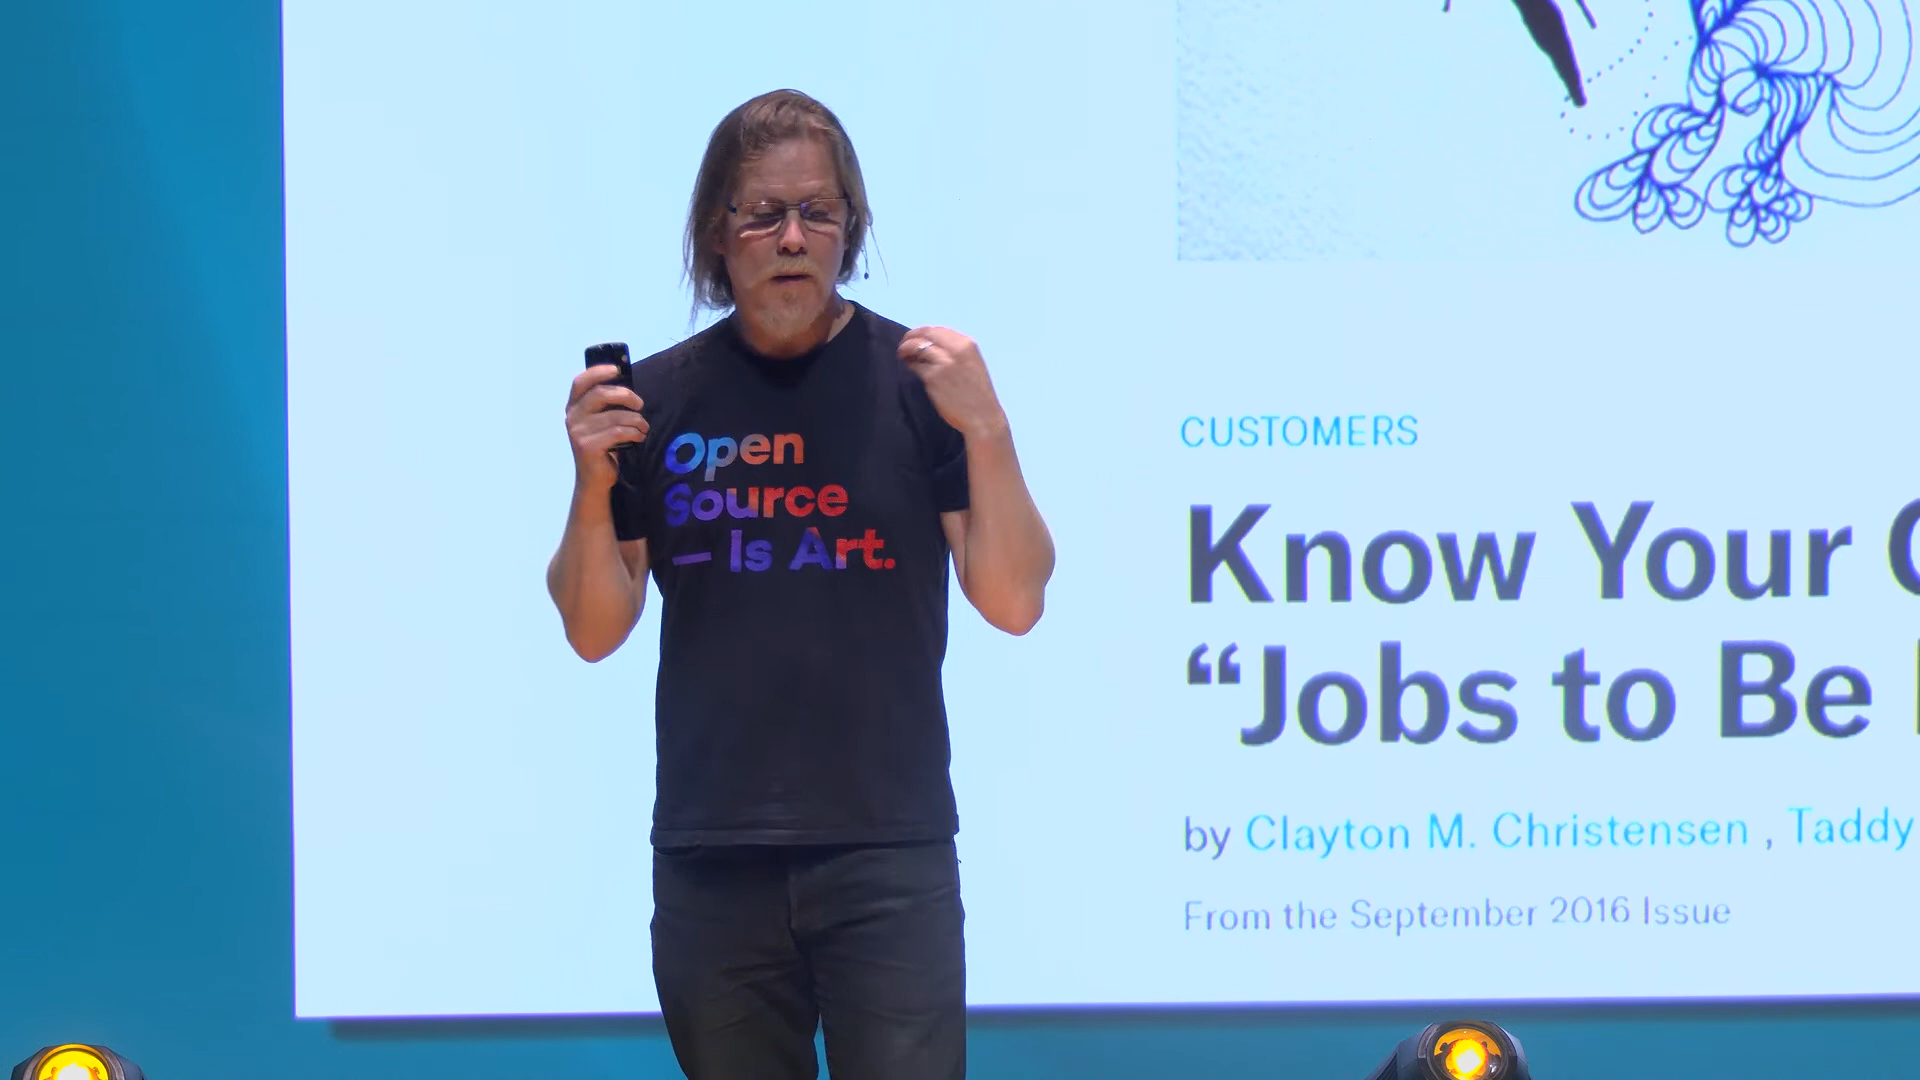 Open
Source
— Is Art.
CUSTOMERS
Know Your
“Jobs to Be
by Clayton M. Christensen , Taddy
From the September 2016 Issue